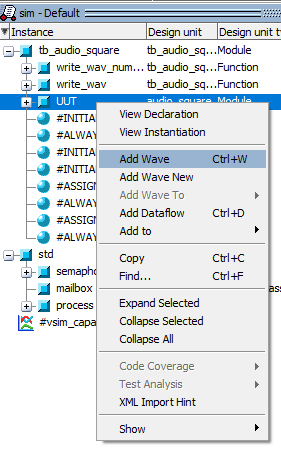 sim - Default
Instance Design unit Design unit ty
tb_audio_square tb_audio_sq... Module
write_wav_num... tb_audio_sq... Function
write_wav tb_audio_sq... Function
UUT audio_square Module
#INITIA
#ALWAY
#INITIA
#INITIA
#ASSIGN
#INITIA
#ALWAY
std
semapho
mailbox
process
#vsim_capa
View Declaration
View Instantiation
Add Wave Ctrl+W
Add Wave New
Add Wave To
Add Dataflow Ctrl+D
Add to
Copy Ctrl+C
Find... Ctrl+F
Expand Selected
Collapse Selected
Collapse All
Code Coverage
Test Analysis
XML Import Hint
Show